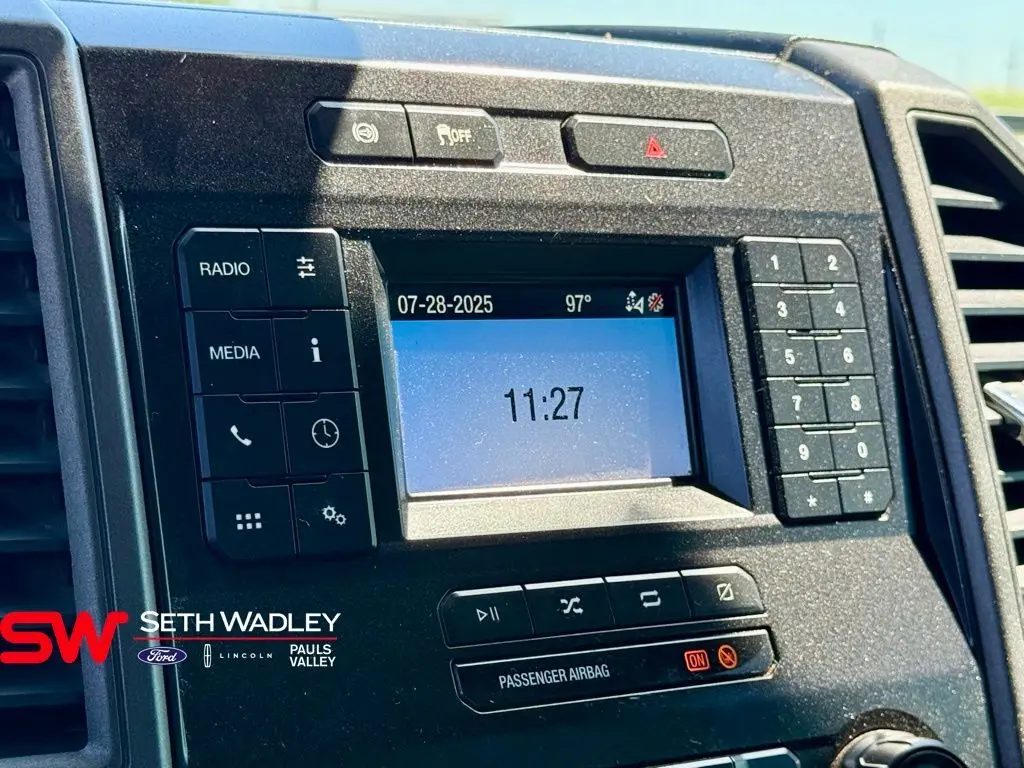 OFF
RADIO
MEDIA
i
07-28-2025 97°
11:27
1 2
3 4
5 6
7 8
9 0
* #
PASSENGER AIRBAG ON
SW SETH WADLEY
Ford LINCOLN PAULS
VALLEY